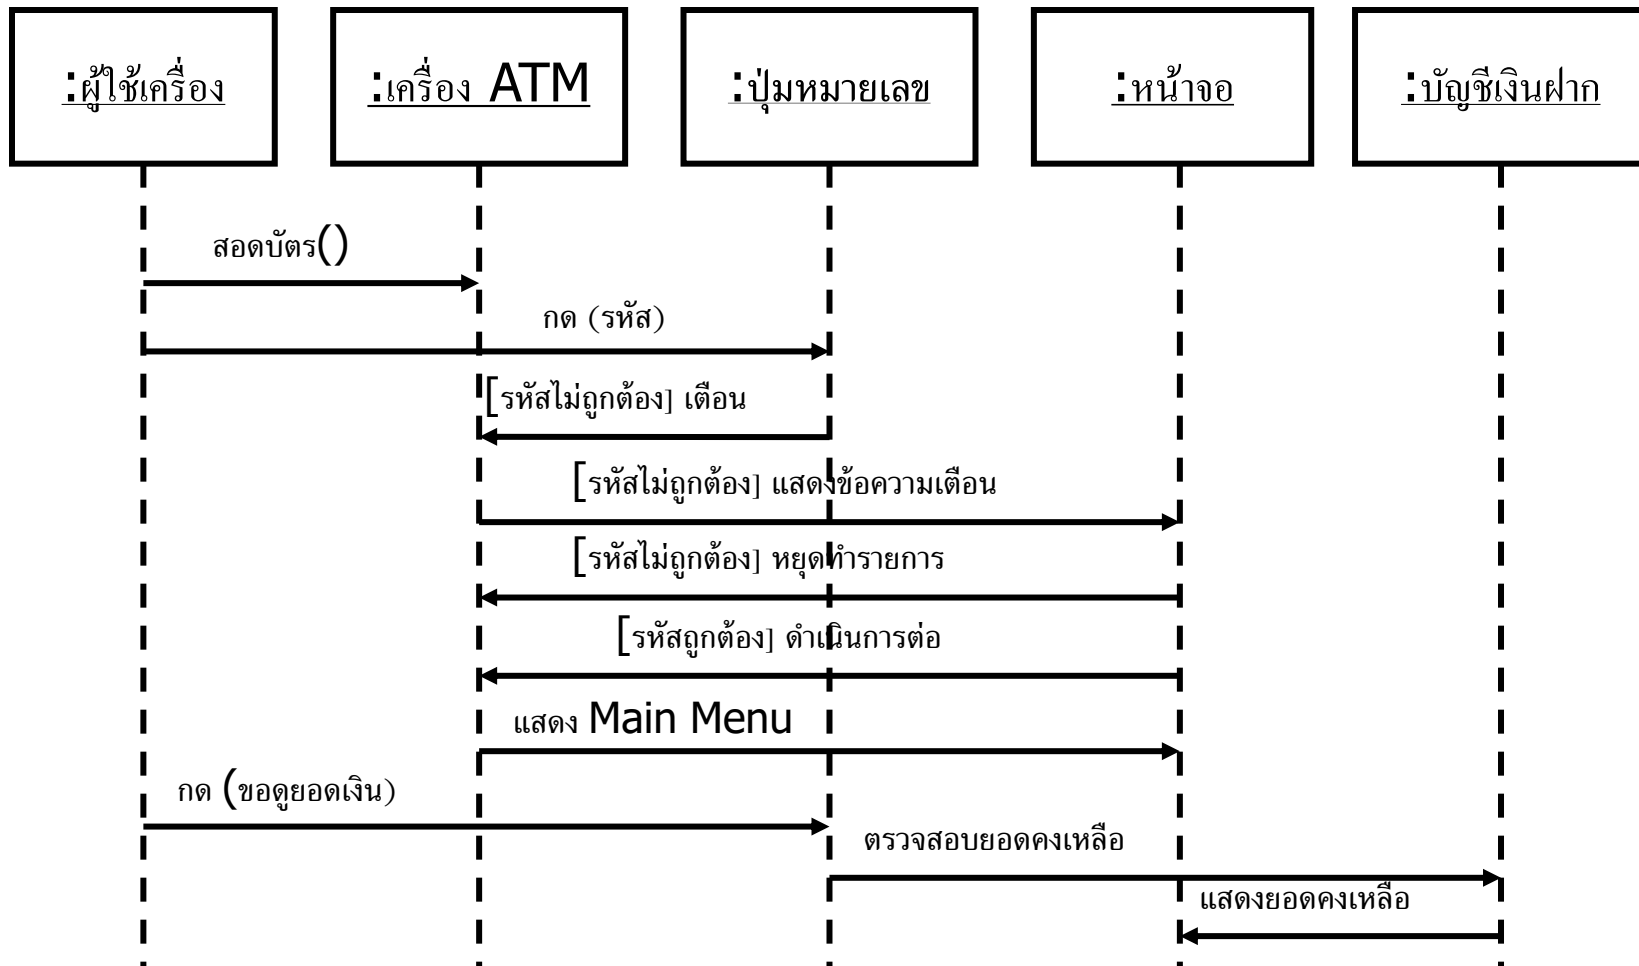 :ผู้ใช้เครื่อง
:เครื่อง ATM
:ปุ่มหมายเลข
:หน้าจอ
:บัญชีเงินฝาก
สอดบัตร()
กด (รหัส)
[รหัสไม่ถูกต้อง] เตือน
[รหัสไม่ถูกต้อง] แสดงข้อความเตือน
[รหัสไม่ถูกต้อง] หยุดทำรายการ
[รหัสถูกต้อง] ดำเนินการต่อ
แสดง Main Menu
กด (ขอดูยอดเงิน)
ตรวจสอบยอดคงเหลือ
แสดงยอดคงเหลือ